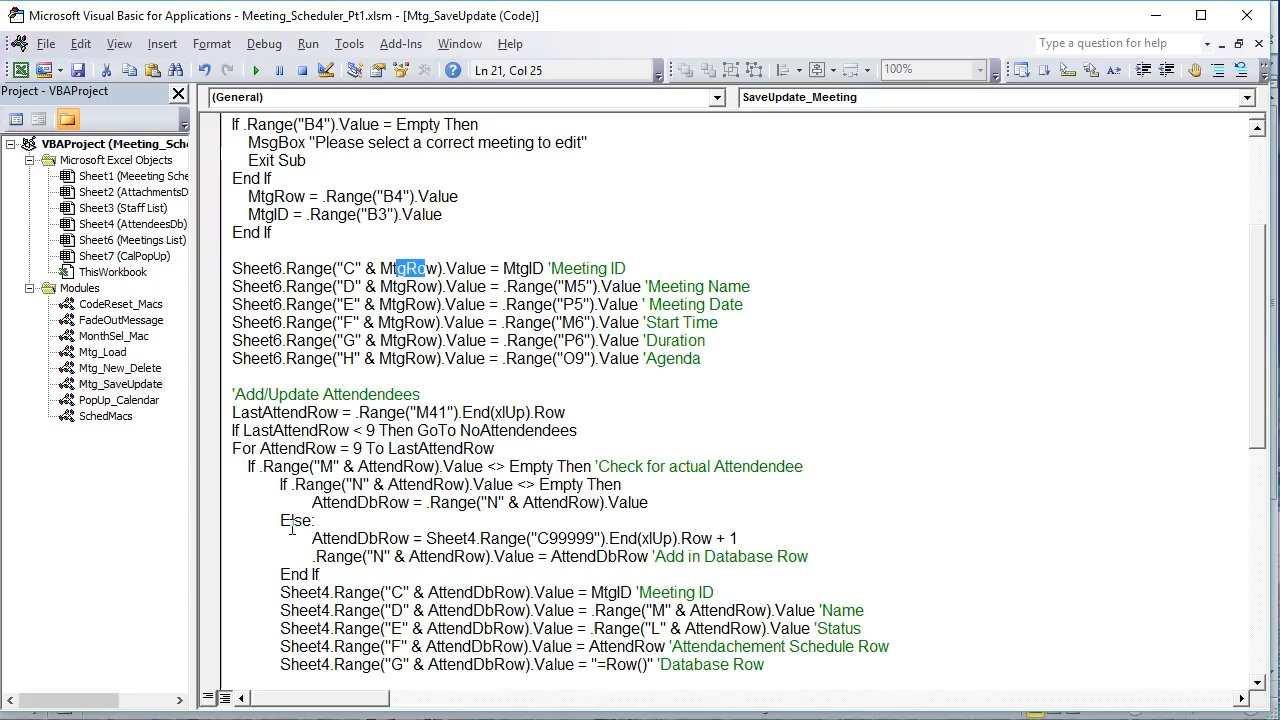 Microsoft Visual Basic for Applications - Meeting_Scheduler_Pt1.xlsm - [Mtg_SaveUpdate (Code)]
File Edit View Insert Format Debug Run Tools Add-Ins Window Help
Type a question for help
Ln 21, Col 25
100%
Project - VBAProject
(General)
SaveUpdate_Meeting
VBAProject (Meeting_Sche
Microsoft Excel Objects
Sheet1 (Meeeting Sche
Sheet2 (AttachmentsD
Sheet3 (Staff List)
Sheet4 (AttendeesDb)
Sheet6 (Meetings List)
Sheet7 (CalPopUp)
ThisWorkbook
Modules
CodeReset_Macs
FadeOutMessage
MonthSel_Mac
Mtg_Load
Mtg_New_Delete
Mtg_SaveUpdate
PopUp_Calendar
SchedMacs
If .Range("B4").Value = Empty Then
MsgBox "Please select a correct meeting to edit"
Exit Sub
End If
MtgRow = .Range("B4").Value
MtgID = .Range("B3").Value
End If
Sheet6.Range("C" & MtgRow).Value = MtgID 'Meeting ID
Sheet6.Range("D" & MtgRow).Value = .Range("M5").Value 'Meeting Name
Sheet6.Range("E" & MtgRow).Value = .Range("P5").Value ' Meeting Date
Sheet6.Range("F" & MtgRow).Value = .Range("M6").Value 'Start Time
Sheet6.Range("G" & MtgRow).Value = .Range("P6").Value 'Duration
Sheet6.Range("H" & MtgRow).Value = .Range("O9").Value 'Agenda
'Add/Update Attendendees
LastAttendRow = .Range("M41").End(xlUp).Row
If LastAttendRow < 9 Then GoTo NoAttendendees
For AttendRow = 9 To LastAttendRow
If .Range("M" & AttendRow).Value <> Empty Then 'Check for actual Attendendee
If .Range("N" & AttendRow).Value <> Empty Then
AttendDbRow = .Range("N" & AttendRow).Value
Else:
AttendDbRow = Sheet4.Range("C99999").End(xlUp).Row + 1
.Range("N" & AttendRow).Value = AttendDbRow 'Add in Database Row
End If
Sheet4.Range("C" & AttendDbRow).Value = MtgID 'Meeting ID
Sheet4.Range("D" & AttendDbRow).Value = .Range("M" & AttendRow).Value 'Name
Sheet4.Range("E" & AttendDbRow).Value = .Range("L" & AttendRow).Value 'Status
Sheet4.Range("F" & AttendDbRow).Value = AttendRow 'Attendachement Schedule Row
Sheet4.Range("G" & AttendDbRow).Value = "=Row()" 'Database Row